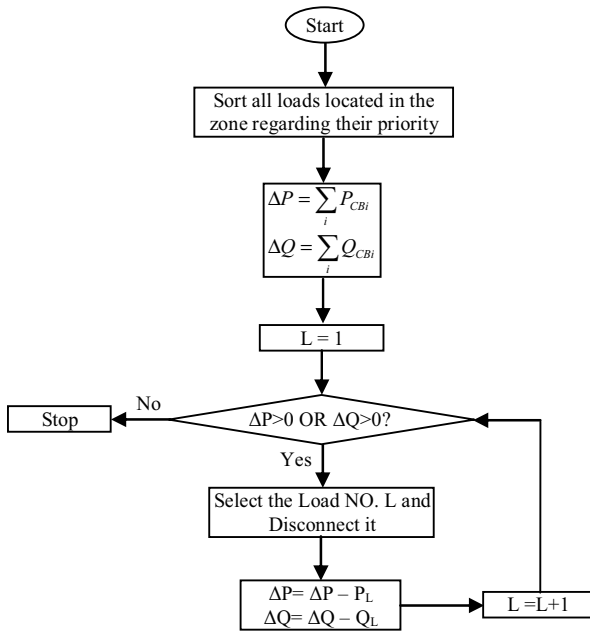 Start
Sort all loads located in the
zone regarding their priority
ΔP = ∑ P_CBi
i
ΔQ = ∑ Q_CBi
i
L = 1
ΔP>0 OR ΔQ>0?
No
Stop
Yes
Select the Load NO. L and
Disconnect it
ΔP= ΔP – P_L
ΔQ= ΔQ – Q_L
L =L+1